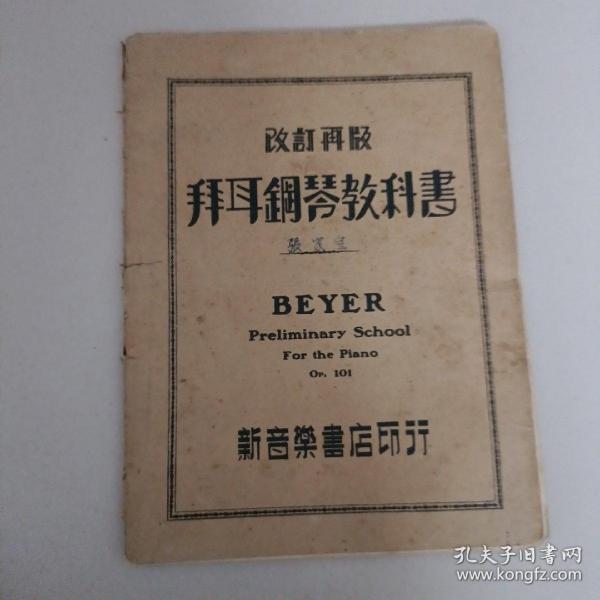 改訂再版
拜耳鋼琴教科書
張
BEYER
Preliminary School
For the Piano
Op. 101
新音樂書店印行
孔夫子旧书网
www.kongfz.com